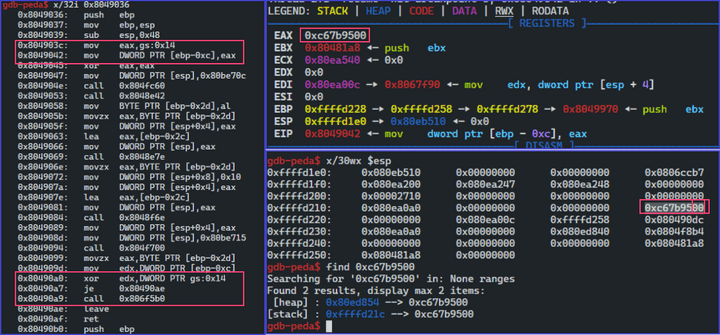 gdb-peda$ x/32i 0x8049036
0x8049036: push ebp
0x8049037: mov ebp,esp
0x8049039: sub esp,0x48
0x804903c: mov eax,gs:0x14
0x8049042: mov DWORD PTR [ebp-0xc],eax
0x8049045: xor eax,eax
0x8049047: mov DWORD PTR [esp],0x80be70c
0x804904e: call 0x804fc60
0x8049053: call 0x8048e42
0x8049058: mov BYTE PTR [ebp-0x2d],al
0x804905b: movzx eax,BYTE PTR [ebp-0x2d]
0x804905f: mov DWORD PTR [esp+0x4],eax
0x8049063: lea eax,[ebp-0x2c]
0x8049066: mov DWORD PTR [esp],eax
0x8049069: call 0x8048e7e
0x804906e: movzx eax,BYTE PTR [ebp-0x2d]
0x8049072: mov DWORD PTR [esp+0x8],0x10
0x804907a: mov DWORD PTR [esp+0x4],eax
0x804907e: lea eax,[ebp-0x2c]
0x8049081: mov DWORD PTR [esp],eax
0x8049084: call 0x8048f6e
0x8049089: mov DWORD PTR [esp+0x4],eax
0x804908d: mov DWORD PTR [esp],0x80be715
0x8049094: call 0x804f700
0x8049099: movzx eax,BYTE PTR [ebp-0x2d]
0x804909d: mov edx,DWORD PTR [ebp-0xc]
0x80490a0: xor edx,DWORD PTR gs:0x14
0x80490a7: je 0x80490ae
0x80490a9: call 0x806f5b0
0x80490ae: leave
0x80490af: ret
0x80490b0: push ebp
LEGEND: STACK | HEAP | CODE | DATA | RWX | RODATA
[ REGISTERS ]
EAX 0xc67b9500
EBX 0x80481a8 ← push ebx
ECX 0x80ea540 ← 0x0
EDX 0x0
EDI 0x80ea00c → 0x8067f90 ← mov edx, dword ptr [esp + 4]
ESI 0x0
EBP 0xffffd228 → 0xffffd258 → 0xffffd278 → 0x8049970 ← push ebx
ESP 0xffffd1e0 → 0x80eb510 ← 0x0
EIP 0x8049042 ← mov dword ptr [ebp - 0xc], eax
[ DISASM ]
gdb-peda$ x/30wx $esp
0xffffd1e0: 0x080eb510 0x00000000 0x00000000 0x0806ccb7
0xffffd1f0: 0x080ea200 0x080ea247 0x080ea248 0x00000000
0xffffd200: 0x00002710 0x00000000 0x00000000 0x00000000
0xffffd210: 0x080ea0a0 0x00000000 0x00000000 0xc67b9500
0xffffd220: 0x00000000 0x080ea00c 0xffffd258 0x080490dc
0xffffd230: 0x080ea0a0 0x00000000 0x080ed840 0x0804f8b4
0xffffd240: 0x00000000 0x00000000 0x00000000 0x080481a8
0xffffd250: 0x080481a8 0x00000000
gdb-peda$ find 0xc67b9500
Searching for '0xc67b9500' in: None ranges
Found 2 results, display max 2 items:
[heap] : 0x80ed854 --> 0xc67b9500
[stack] : 0xffffd21c --> 0xc67b9500
gdb-peda$